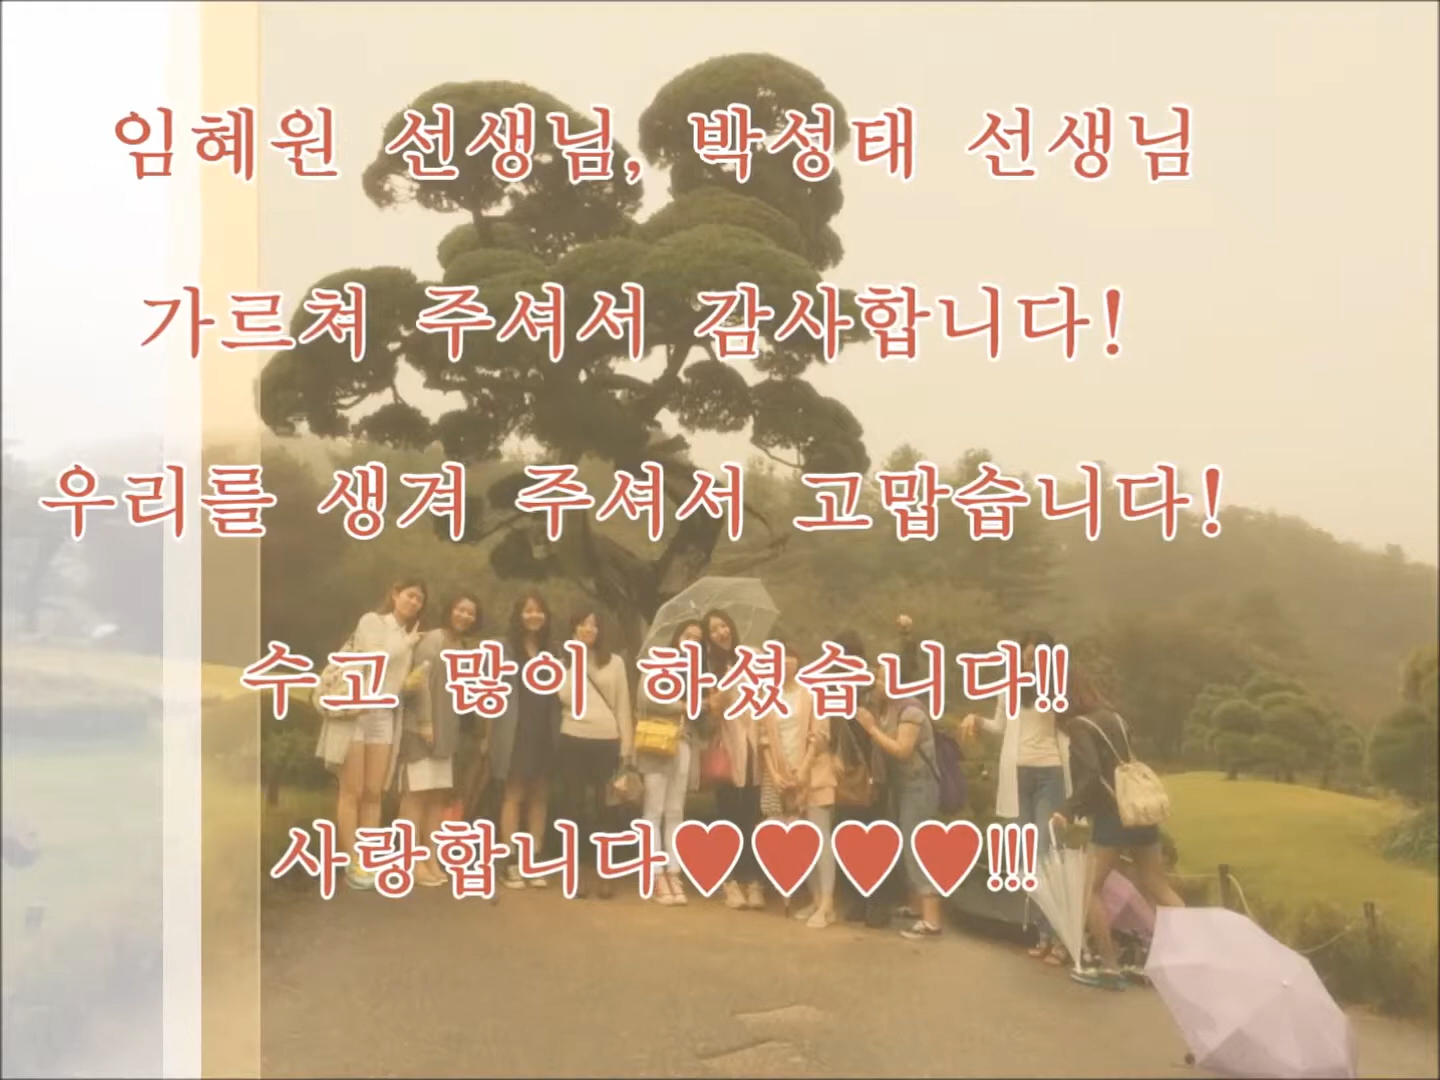 임혜원 선생님, 박성태 선생님
가르쳐 주셔서 감사합니다!
우리를 생겨 주셔서 고맙습니다!
수고 많이 하셨습니다!!
사랑합니다♥♥♥♥!!!